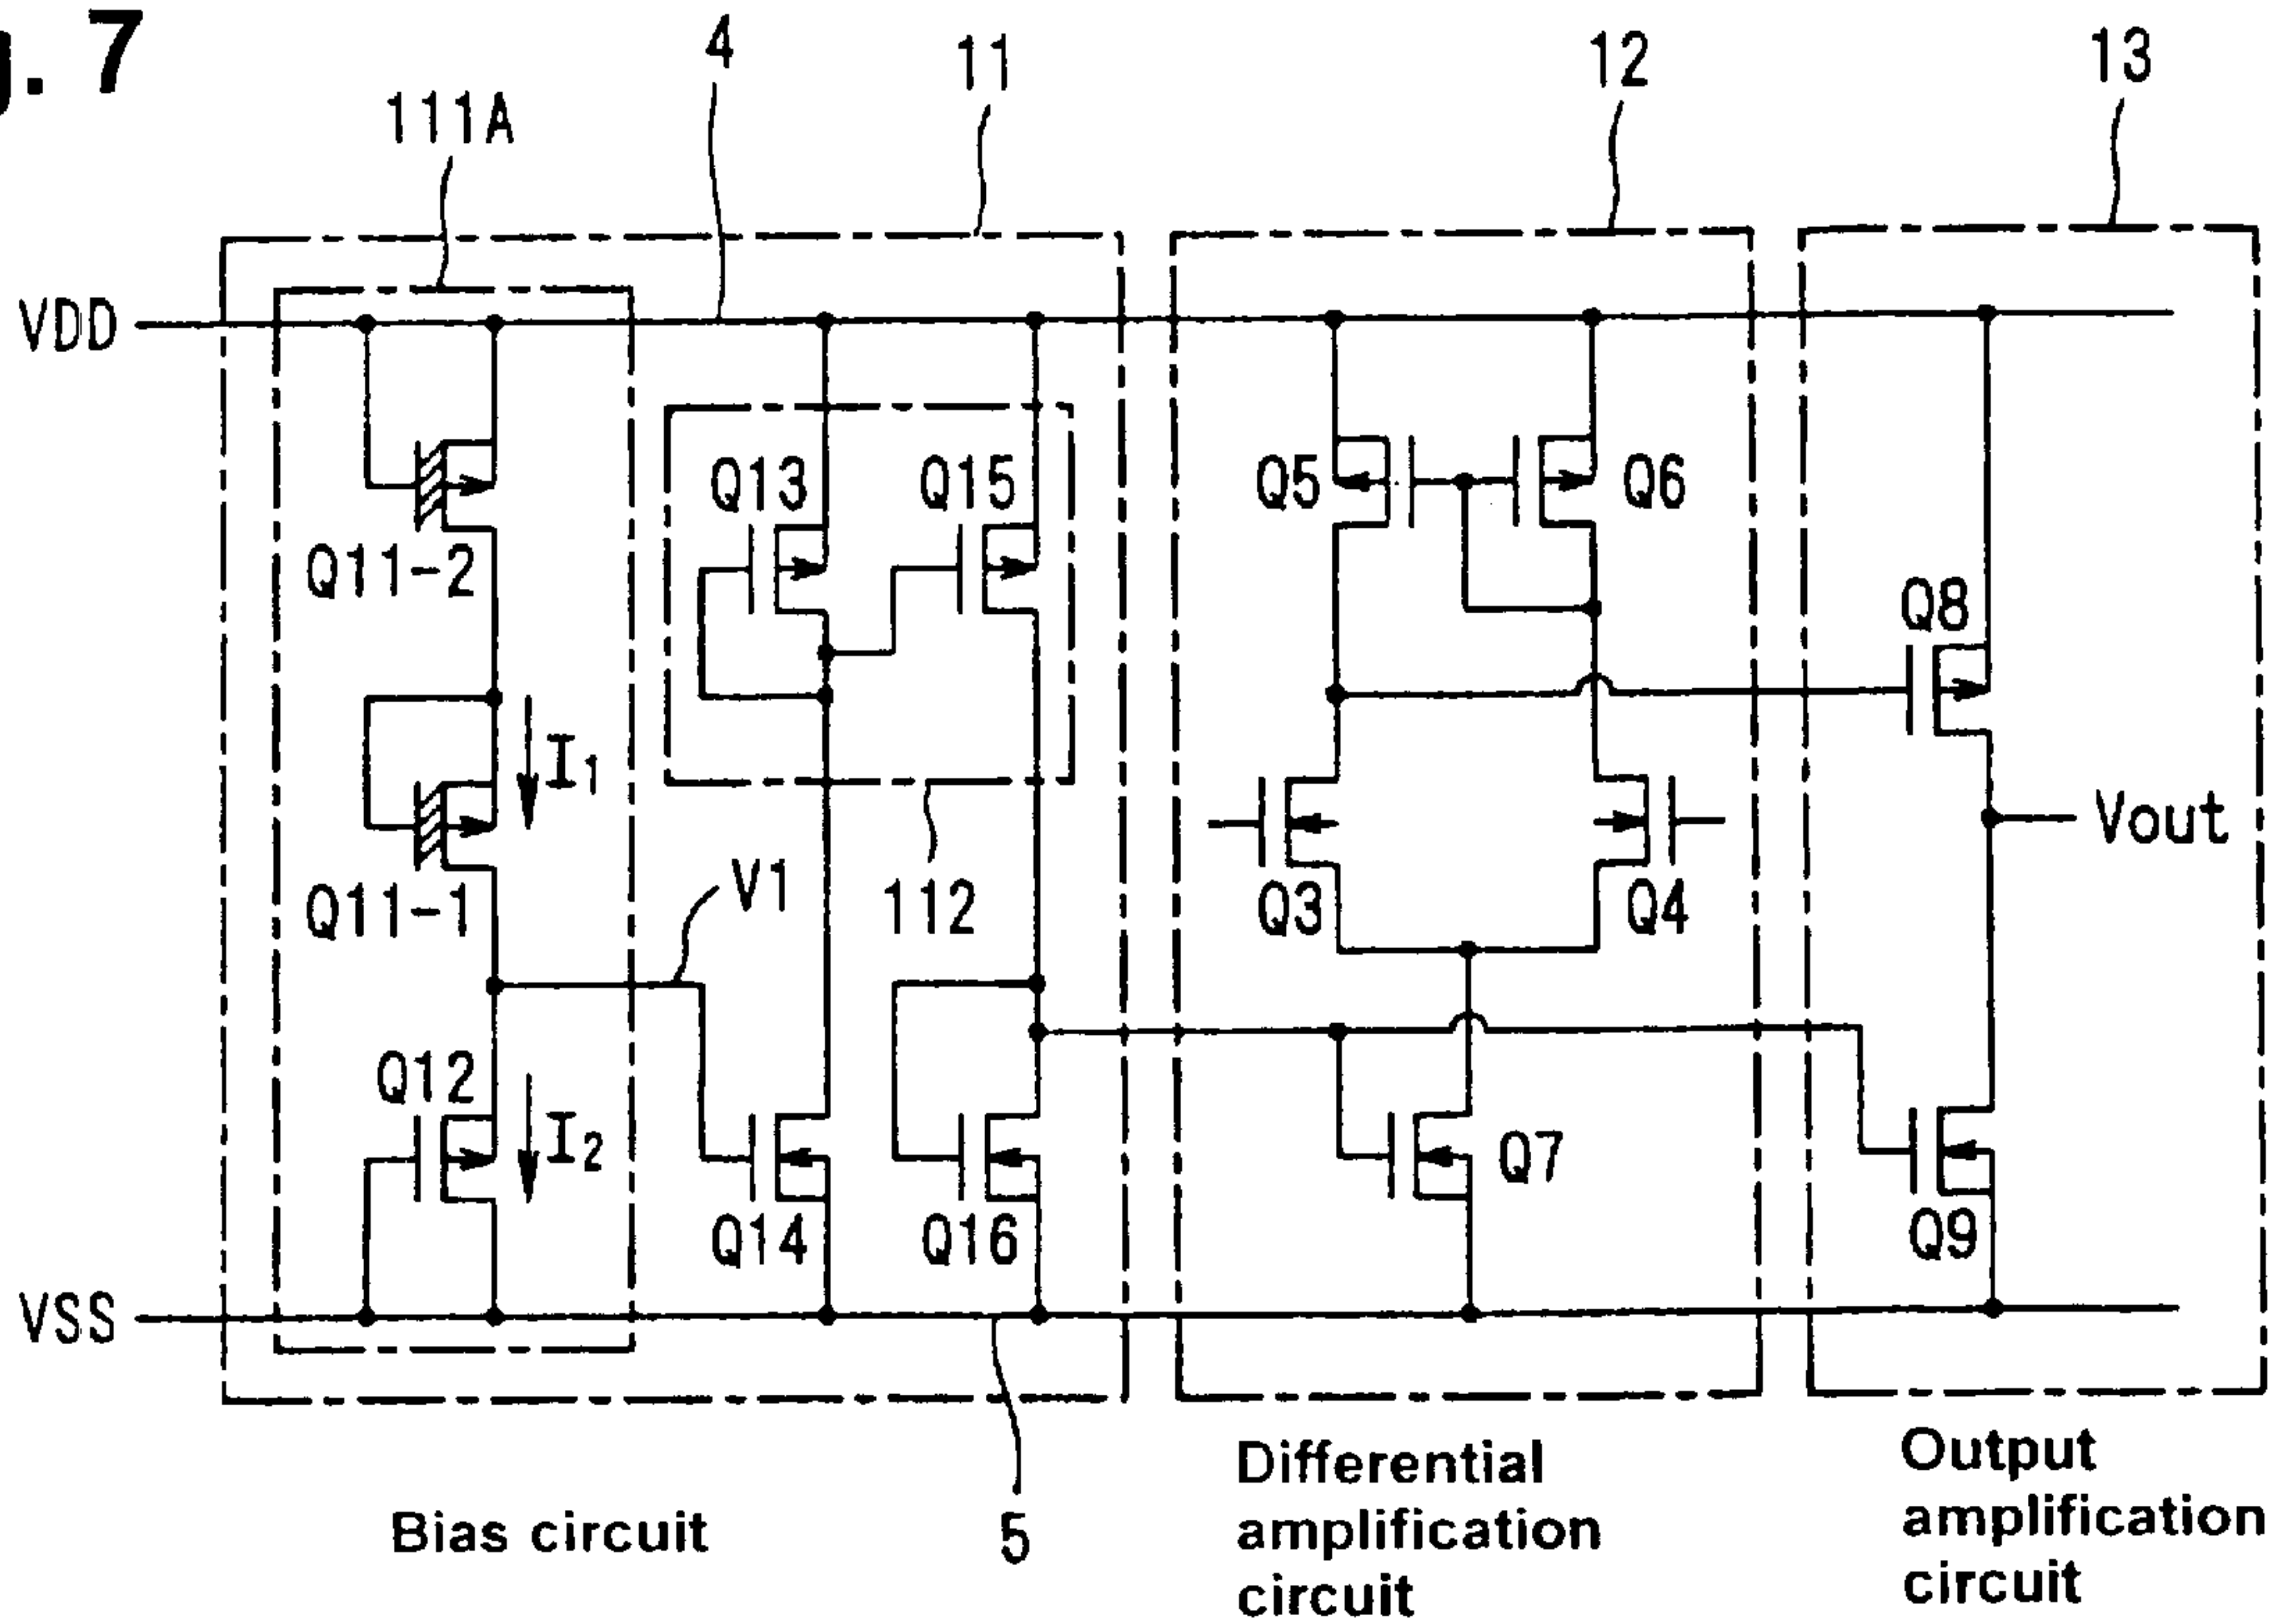 g. 7
4
11
12
13
111A
VDD
Q13
Q15
Q5
Q6
Q11-2
Q8
I1
Vout
V1
112
Q11-1
Q3
Q4
Q12
I2
Q7
Q14
Q16
Q9
VSS
5
Bias circuit
Differential
amplification
circuit
Output
amplification
circuit